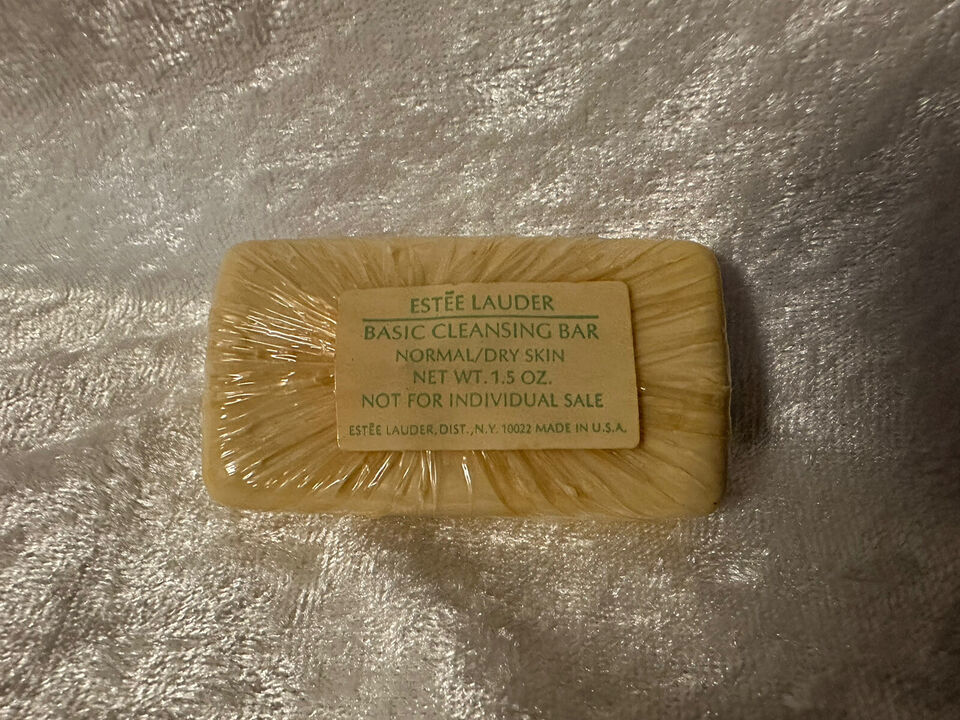 ESTĒE LAUDER
BASIC CLEANSING BAR
NORMAL/DRY SKIN
NET WT. 1.5 OZ.
NOT FOR INDIVIDUAL SALE
ESTĒE LAUDER, DIST., N.Y. 10022 MADE IN U.S.A.